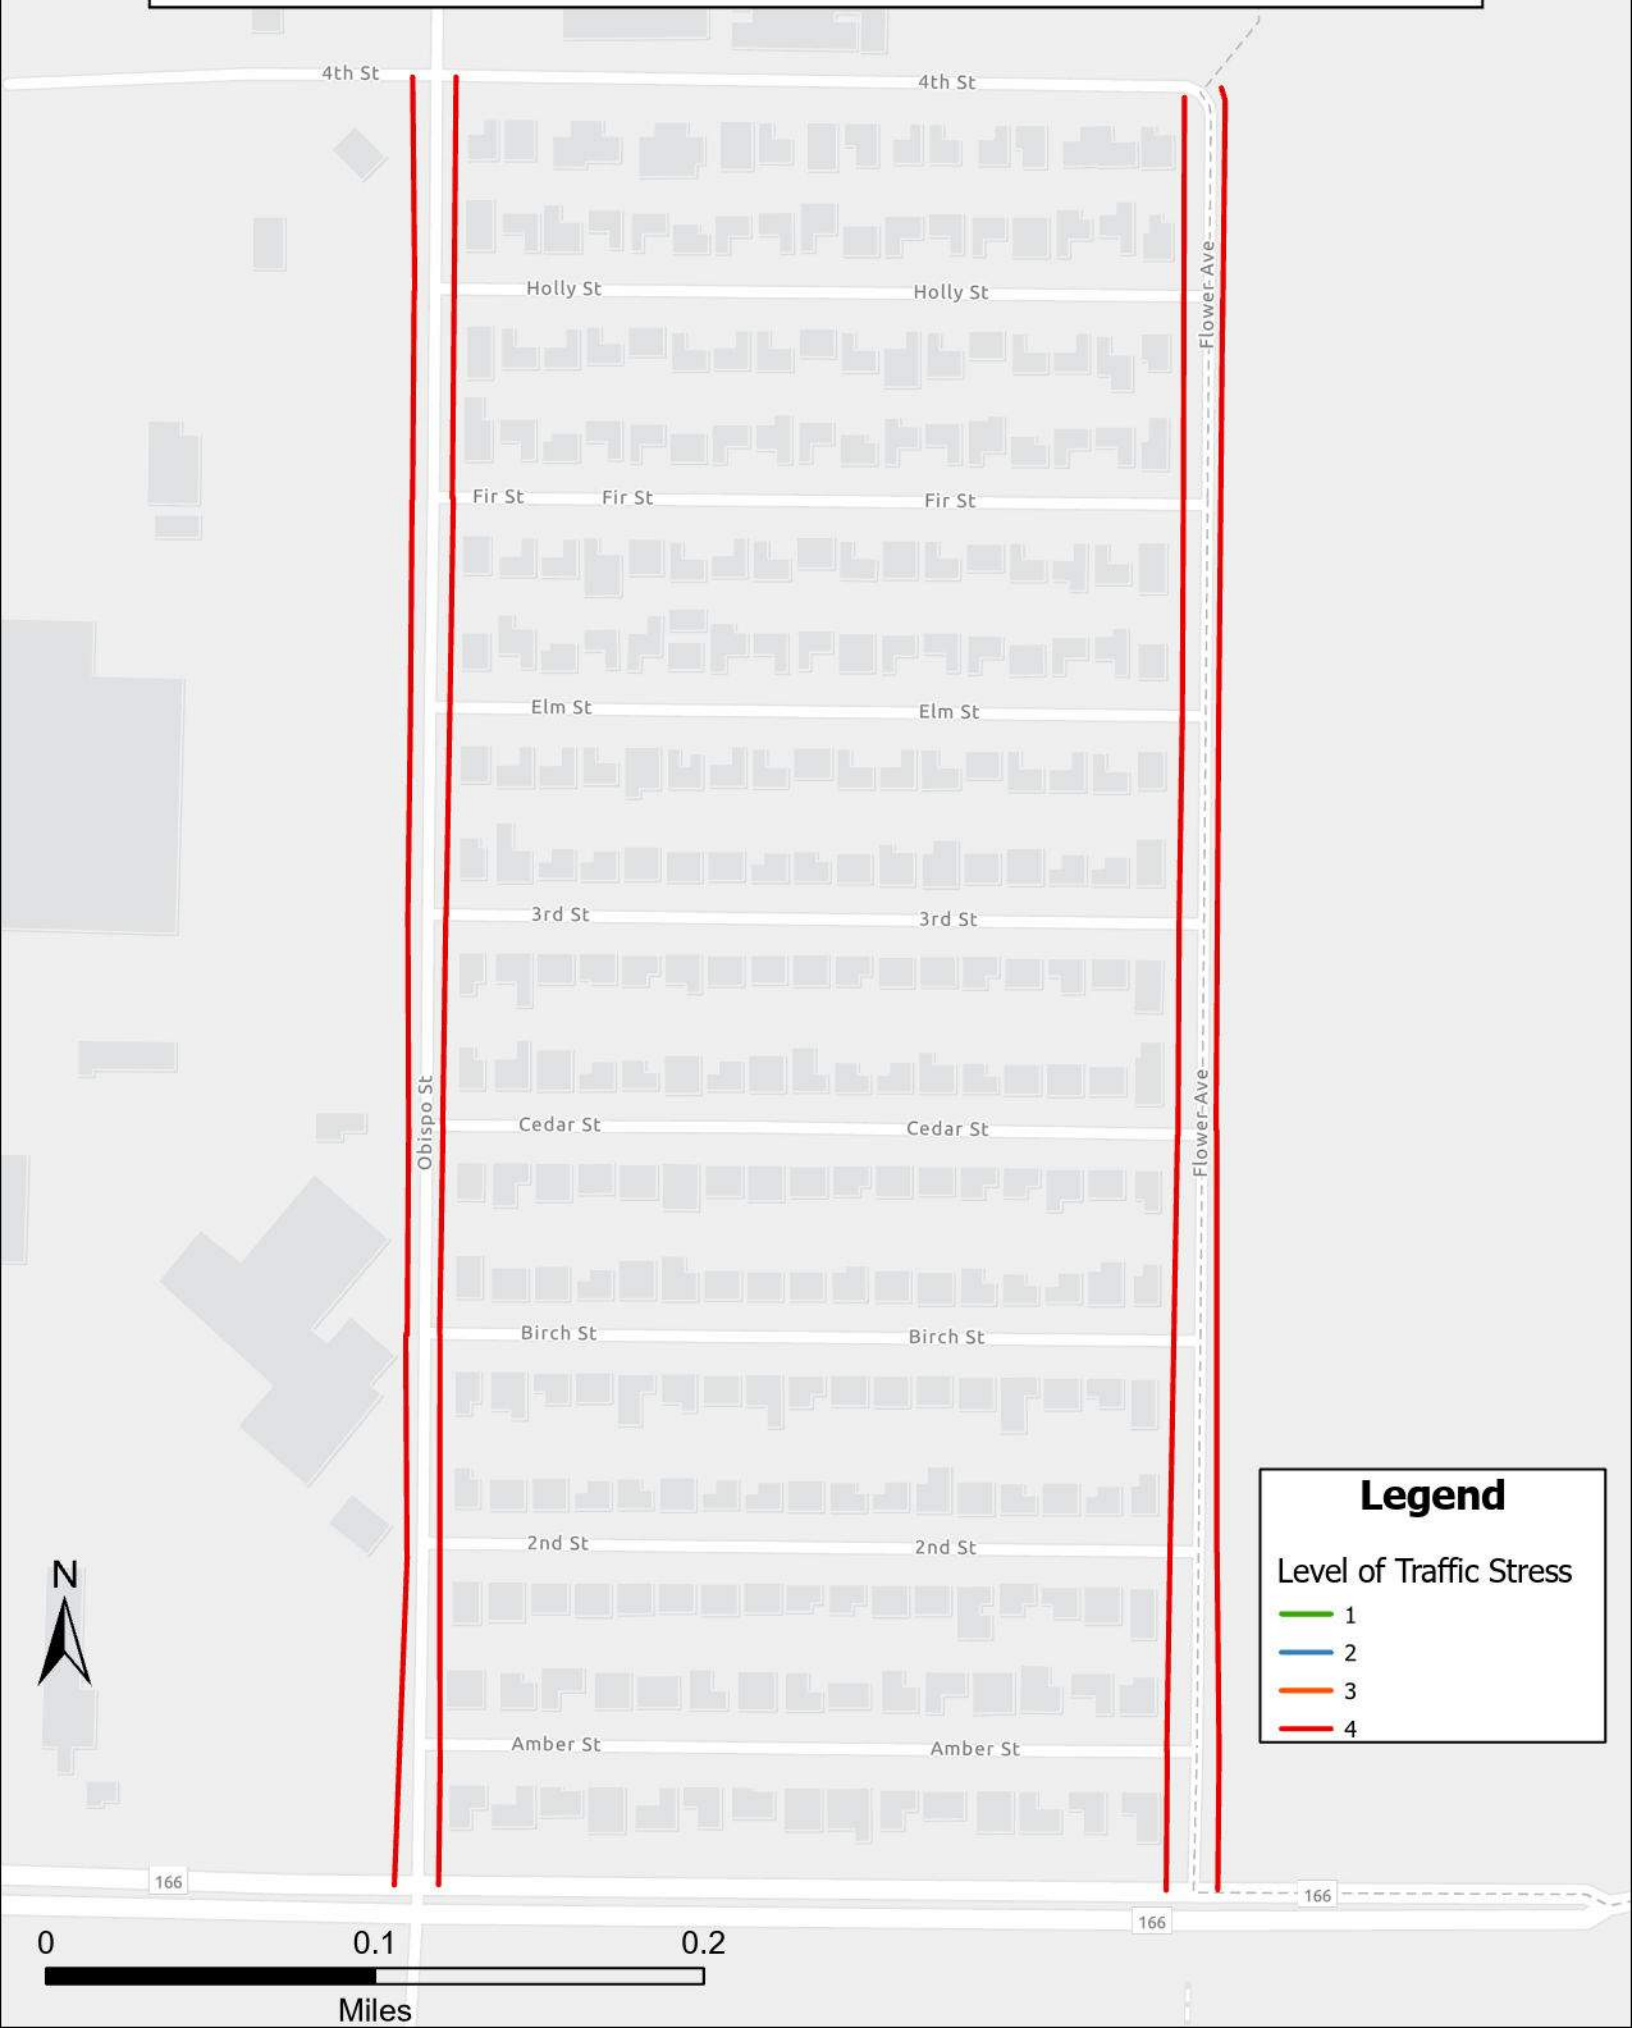 4th St
4th St
Holly St
Holly St
Flower Ave
Fir St
Fir St
Fir St
Elm St
Elm St
3rd St
3rd St
Obispo St
Cedar St
Cedar St
Flower Ave
Birch St
Birch St
2nd St
2nd St
Legend
Level of Traffic Stress
1
2
3
4
N
Amber St
Amber St
166
166
166
0
0.1
0.2
Miles